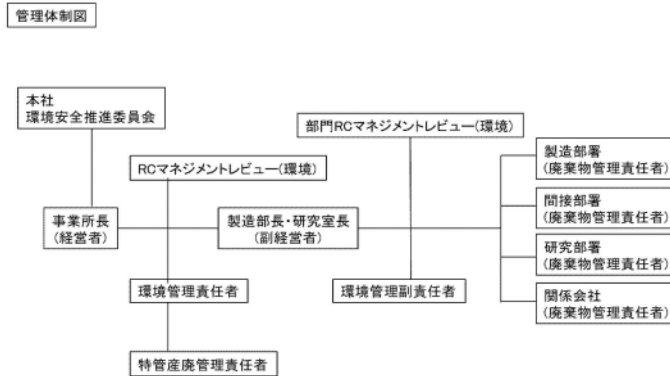 管理体制図
本社
環境安全推進委員会
部門RCマネジメントレビュー(環境)
RCマネジメントレビュー(環境)
事業所長
(経営者)
製造部長・研究室長
(副経営者)
環境管理責任者
環境管理副責任者
特管産廃管理責任者
製造部署
(廃棄物管理責任者)
間接部署
(廃棄物管理責任者)
研究部署
(廃棄物管理責任者)
関係会社
(廃棄物管理責任者)